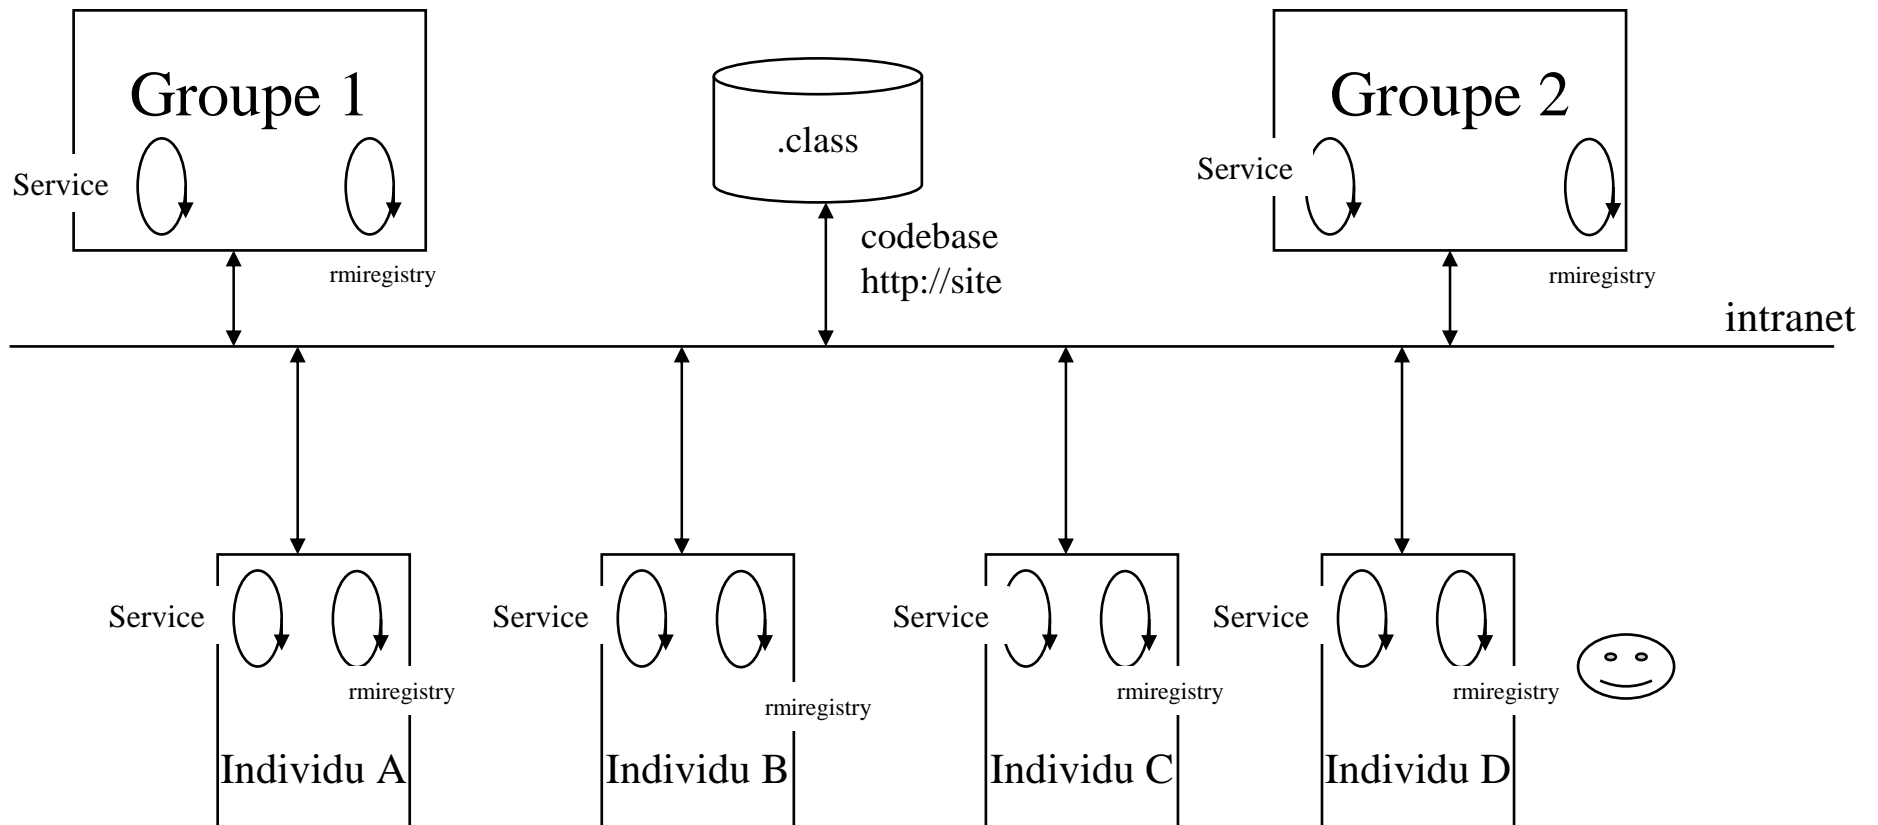 Groupe 1
Service
rmiregistry
.class
codebase
http://site
Groupe 2
Service
rmiregistry
intranet
Service
rmiregistry
Individu A
Service
rmiregistry
Individu B
Service
rmiregistry
Individu C
Service
rmiregistry
Individu D